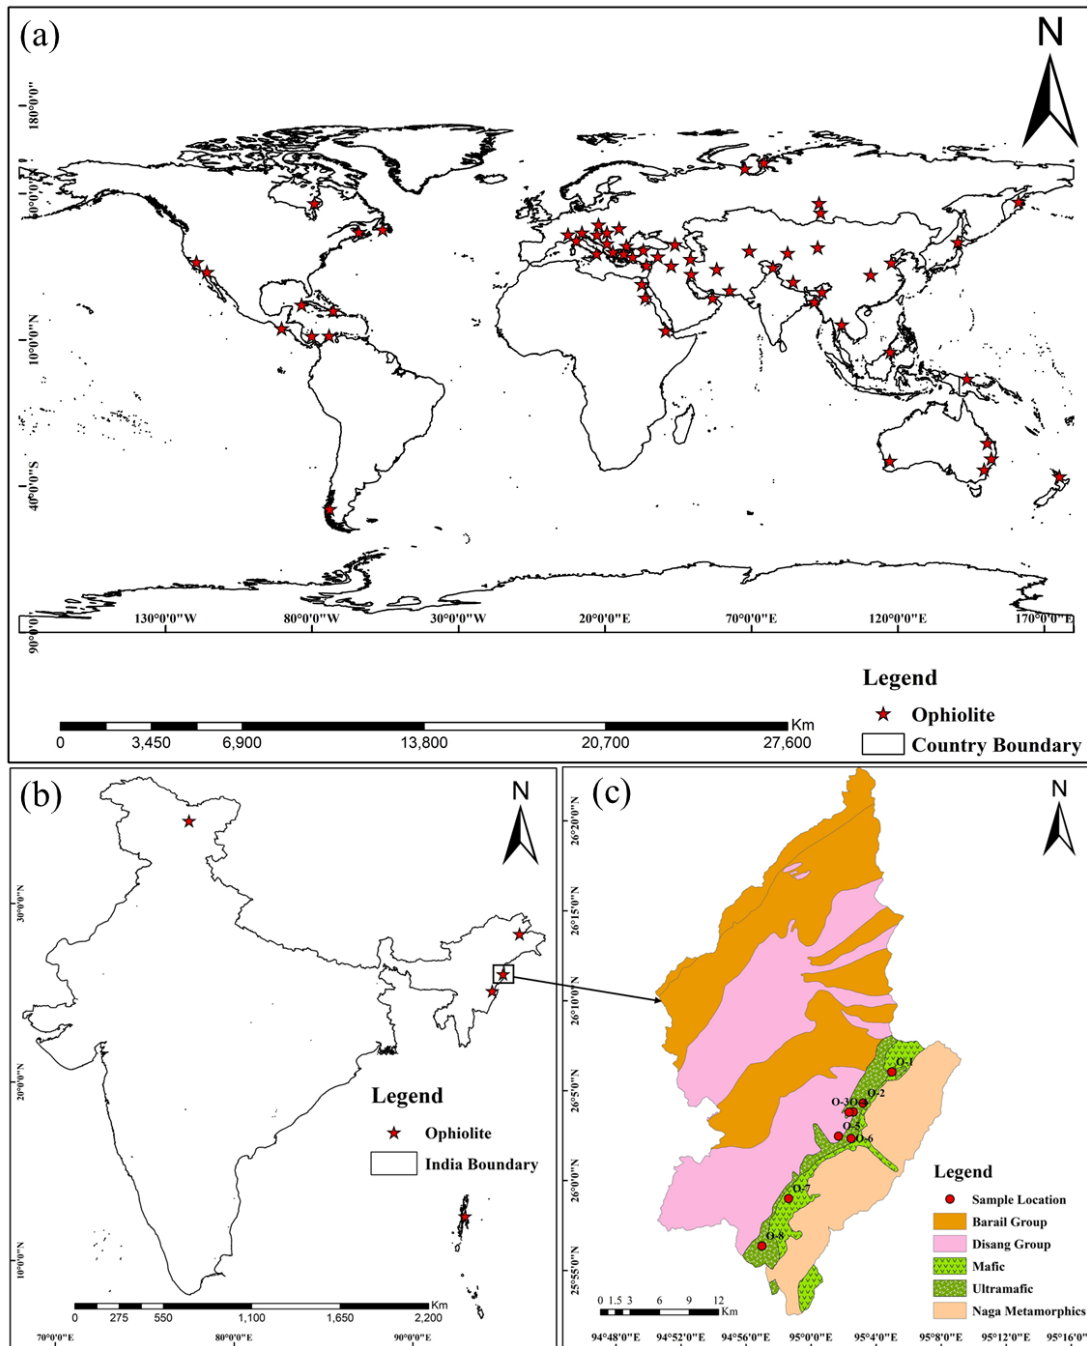 (a)
N
180°0'0"
60°0'0"N
10°0'0"N
40°0'0"S
90°0'0"
130°0'0"W
80°0'0"W
30°0'0"W
20°0'0"E
70°0'0"E
120°0'0"E
170°0'0"E
Legend
Ophiolite
Country Boundary
0 3,450 6,900 13,800 20,700 27,600 Km
(b)
N
30°0'0"N
20°0'0"N
10°0'0"N
Legend
Ophiolite
India Boundary
0 275 550 1,100 1,650 2,200 Km
70°0'0"E
80°0'0"E
90°0'0"E
(c)
N
26°20'0"N
26°15'0"N
26°10'0"N
26°5'0"N
26°0'0"N
25°55'0"N
O-1
O-2
O-3
O-5
O-6
O-7
O-8
Legend
Sample Location
Barail Group
Disang Group
Mafic
Ultramafic
Naga Metamorphics
0 1.5 3 6 9 12 Km
94°48'0"E
94°52'0"E
94°56'0"E
95°0'0"E
95°4'0"E
95°8'0"E
95°12'0"E
95°16'0"E